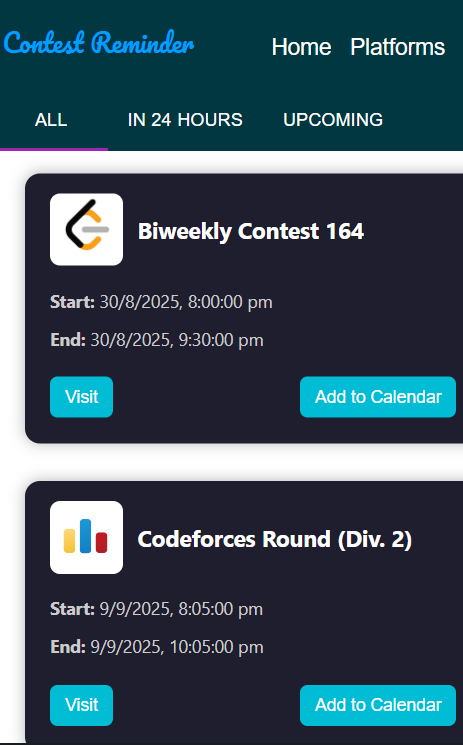 Contest Reminder
Home Platforms
ALL IN 24 HOURS UPCOMING
Biweekly Contest 164
Start: 30/8/2025, 8:00:00 pm
End: 30/8/2025, 9:30:00 pm
Visit Add to Calendar
Codeforces Round (Div. 2)
Start: 9/9/2025, 8:05:00 pm
End: 9/9/2025, 10:05:00 pm
Visit Add to Calendar